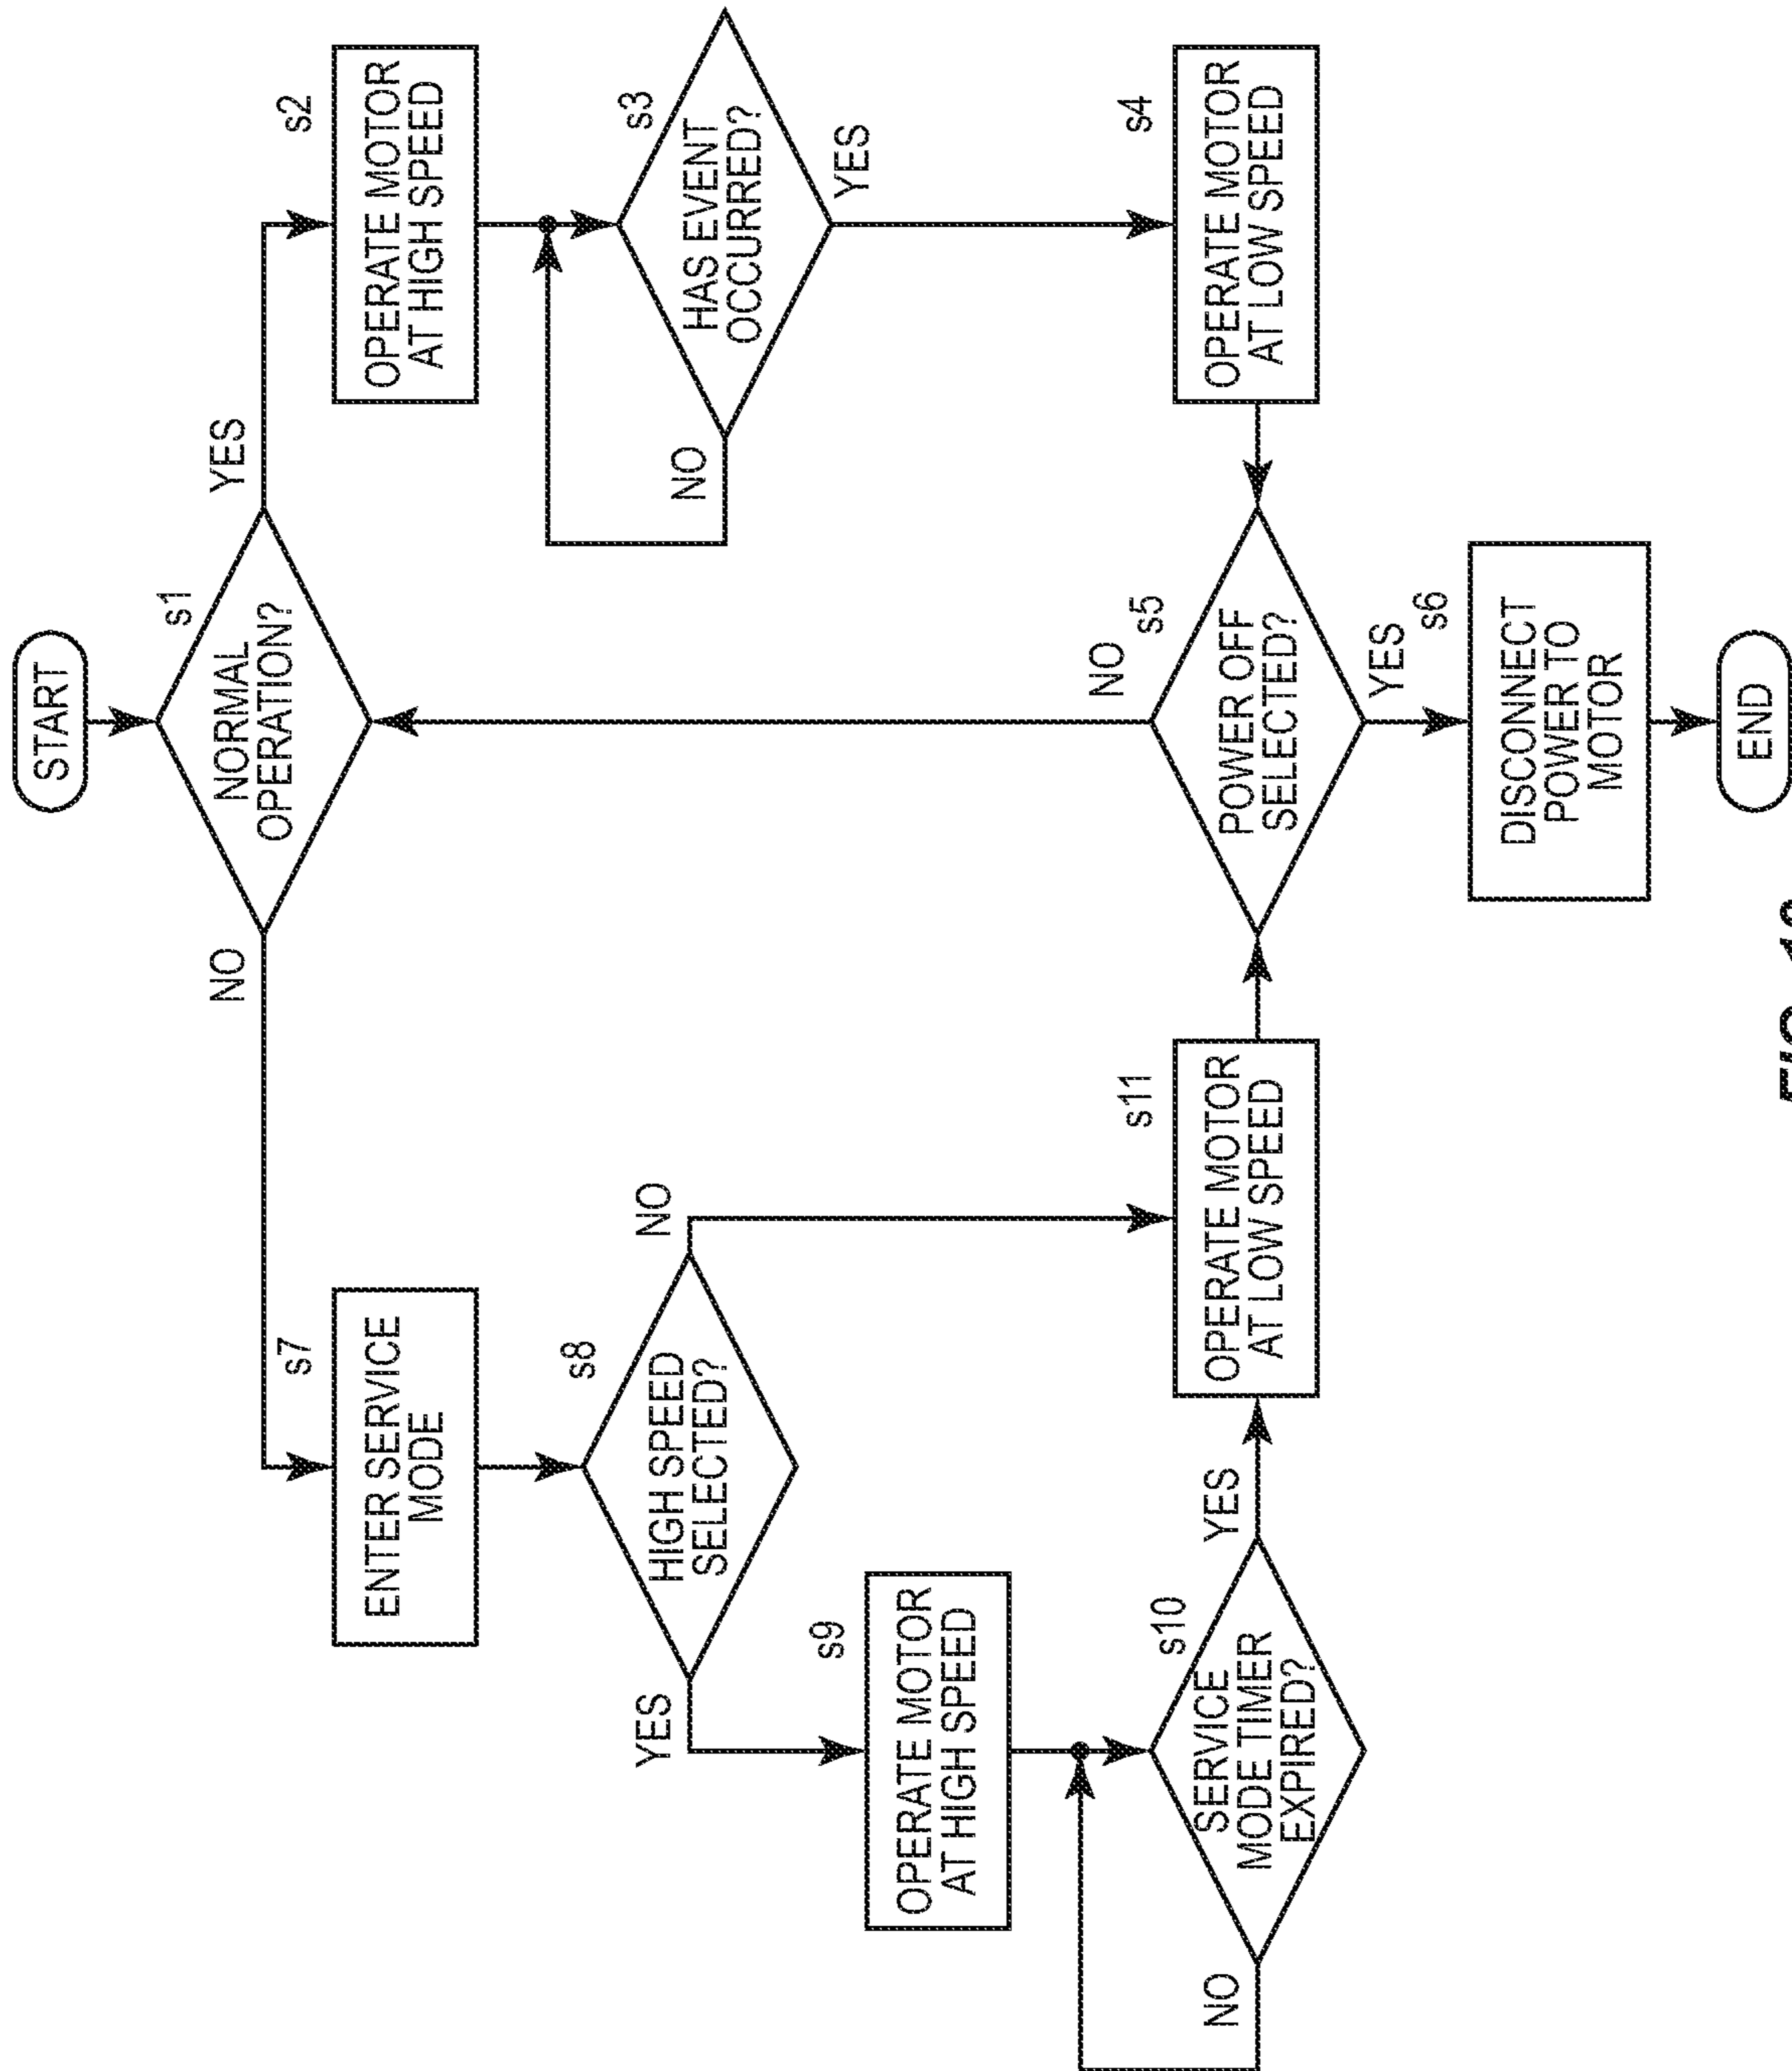 START
s1
NORMAL
OPERATION?
YES
NO
s2
OPERATE MOTOR
AT HIGH SPEED
s3
HAS EVENT
OCCURRED?
NO
YES
s4
OPERATE MOTOR
AT LOW SPEED
s5
POWER OFF
SELECTED?
NO
YES
s6
DISCONNECT
POWER TO
MOTOR
END
s7
ENTER SERVICE
MODE
s8
HIGH SPEED
SELECTED?
YES
NO
s9
OPERATE MOTOR
AT HIGH SPEED
s10
SERVICE
MODE TIMER
EXPIRED?
NO
YES
s11
OPERATE MOTOR
AT LOW SPEED